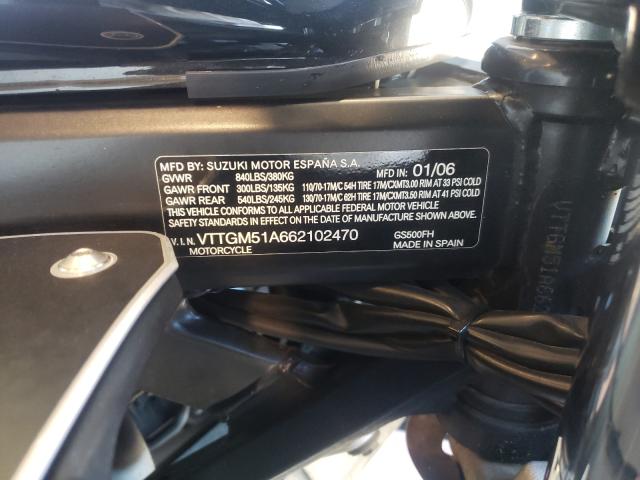 MFD BY: SUZUKI MOTOR ESPAÑA S.A. MFD IN: 01/06
GVWR 840LBS/380KG
GAWR FRONT 300LBS/135KG 110/70-17M/C 54H TIRE 17M/CXMT3.00 RIM AT 33 PSI COLD
GAWR REAR 540LBS/245KG 130/70-17M/C 62H TIRE 17M/CXMT3.50 RIM AT 41 PSI COLD
THIS VEHICLE CONFORMS TO ALL APPLICABLE FEDERAL MOTOR VEHICLE
SAFETY STANDARDS IN EFFECT ON DATE OF MANUFACTURE SHOWN ABOVE.
V.I.N. VTTGM51A662102470 GS500FH
MOTORCYCLE MADE IN SPAIN
VTTGM51A66